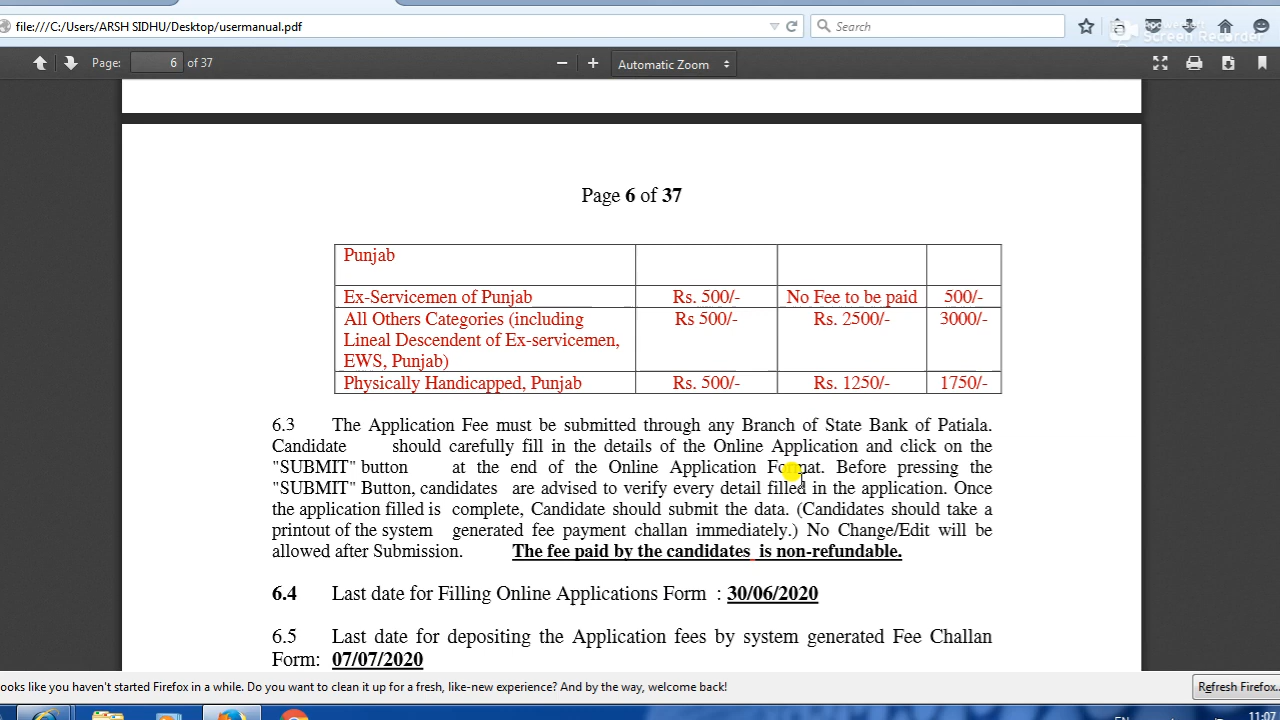 file:///C:/Users/ARSH SIDHU/Desktop/usermanual.pdf
Search
Screen Recorder
Page: 6 of 37
Automatic Zoom
Page 6 of 37
Punjab
Ex-Servicemen of Punjab Rs. 500/- No Fee to be paid 500/-
All Others Categories (including Rs 500/- Rs. 2500/- 3000/-
Lineal Descendent of Ex-servicemen,
EWS, Punjab)
Physically Handicapped, Punjab Rs. 500/- Rs. 1250/- 1750/-
6.3 The Application Fee must be submitted through any Branch of State Bank of Patiala.
Candidate should carefully fill in the details of the Online Application and click on the
"SUBMIT" button at the end of the Online Application Format. Before pressing the
"SUBMIT" Button, candidates are advised to verify every detail filled in the application. Once
the application filled is complete, Candidate should submit the data. (Candidates should take a
printout of the system generated fee payment challan immediately.) No Change/Edit will be
allowed after Submission. The fee paid by the candidates is non-refundable.
6.4 Last date for Filling Online Applications Form : 30/06/2020
6.5 Last date for depositing the Application fees by system generated Fee Challan
Form: 07/07/2020
ooks like you haven't started Firefox in a while. Do you want to clean it up for a fresh, like-new experience? And by the way, welcome back!
Refresh Firefox..
11:07